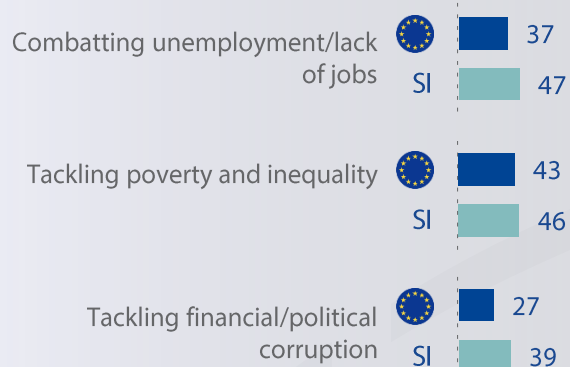 Combatting unemployment/lack
of jobs
37
SI 47
Tackling poverty and inequality
43
SI 46
Tackling financial/political
corruption
27
SI 39